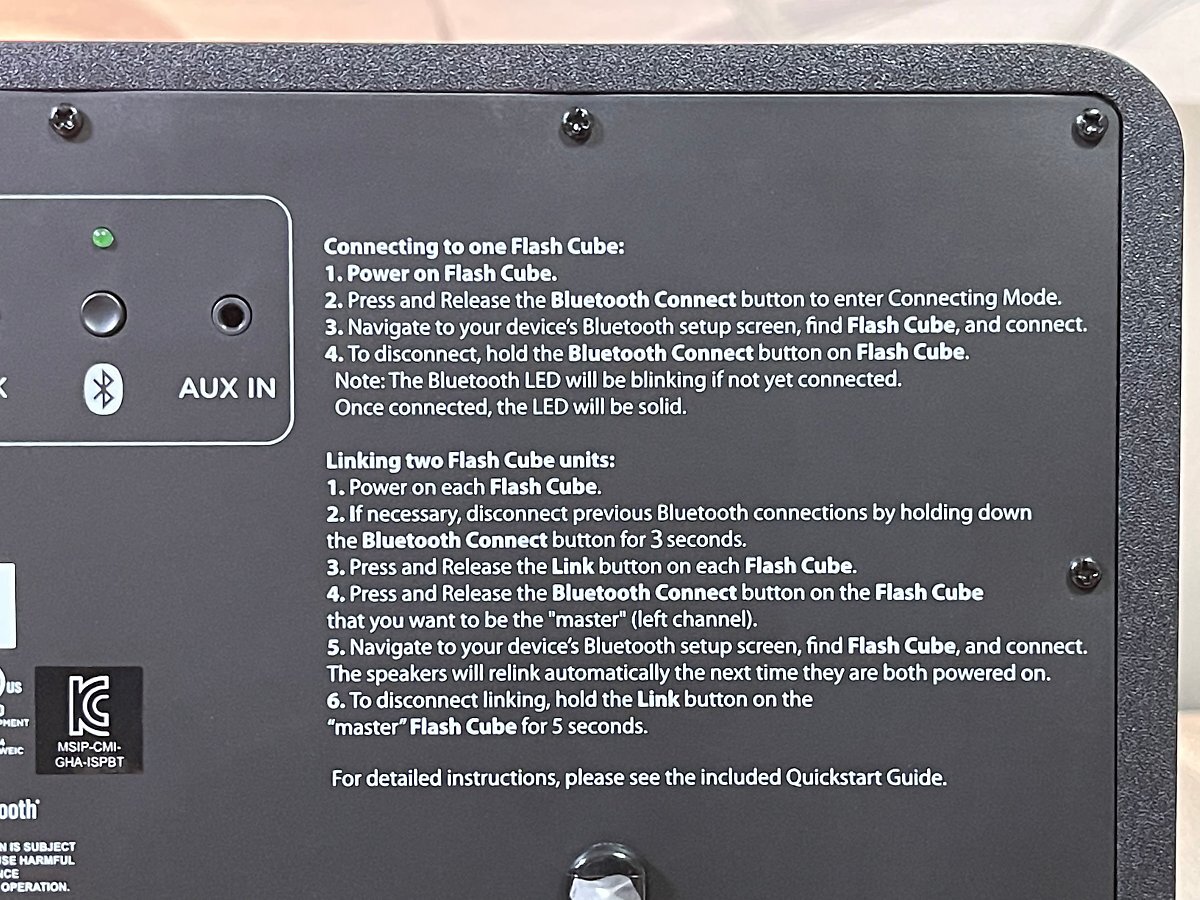 AUX IN
Connecting to one Flash Cube:
1. Power on Flash Cube.
2. Press and Release the Bluetooth Connect button to enter Connecting Mode.
3. Navigate to your device's Bluetooth setup screen, find Flash Cube, and connect.
4. To disconnect, hold the Bluetooth Connect button on Flash Cube.
Note: The Bluetooth LED will be blinking if not yet connected.
Once connected, the LED will be solid.
Linking two Flash Cube units:
1. Power on each Flash Cube.
2. If necessary, disconnect previous Bluetooth connections by holding down
the Bluetooth Connect button for 3 seconds.
3. Press and Release the Link button on each Flash Cube.
4. Press and Release the Bluetooth Connect button on the Flash Cube
that you want to be the "master" (left channel).
5. Navigate to your device's Bluetooth setup screen, find Flash Cube, and connect.
The speakers will relink automatically the next time they are both powered on.
6. To disconnect linking, hold the Link button on the
“master” Flash Cube for 5 seconds.
For detailed instructions, please see the included Quickstart Guide.
US
KC
MSIP-CMI-
GHA-ISPBT
IS SUBJECT
HARMFUL
OPERATION.